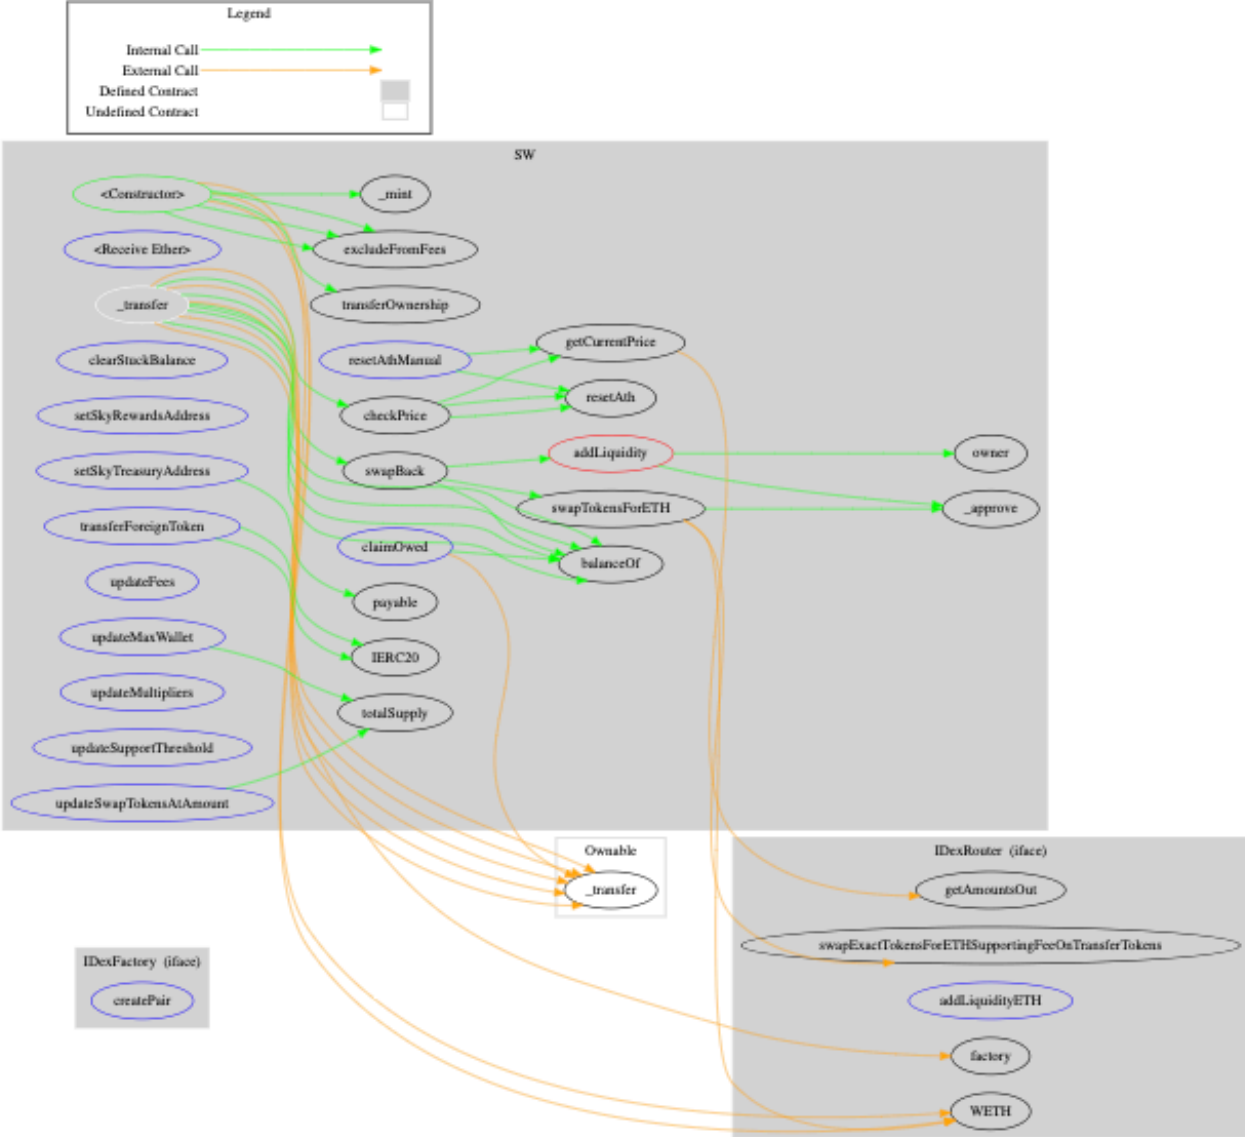 Legend
Internal Call
External Call
Defined Contract
Undefined Contract
SW
<Constructor>
_mint
<Receive Ether>
excludeFromFees
_transfer
transferOwnership
clearStuckBalance
resetAthManual
getCurrentPrice
setSkyRewardsAddress
checkPrice
resetAth
setSkyTreasuryAddress
swapBack
addLiquidity
owner
transferForeignToken
claimOwed
swapTokensForETH
_approve
updateFees
payable
balanceOf
updateMaxWallet
IERC20
updateMultipliers
totalSupply
updateSupportThreshold
updateSwapTokensAtAmount
Ownable
_transfer
IDexRouter (iface)
getAmountsOut
swapExactTokensForETHSupportingFeeOnTransferTokens
addLiquidityETH
factory
WETH
IDexFactory (iface)
createPair